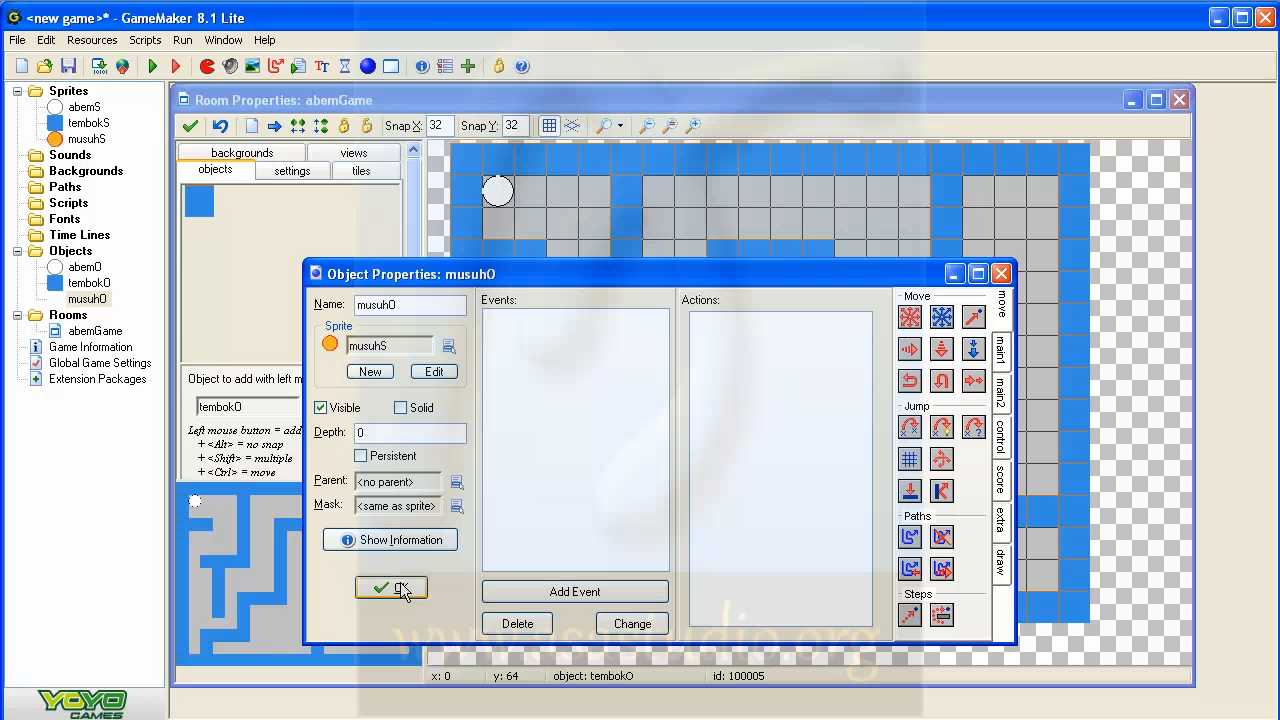 <new game>* - GameMaker 8.1 Lite
File Edit Resources Scripts Run Window Help
Sprites
abemS
tembokS
musuhS
Sounds
Backgrounds
Paths
Scripts
Fonts
Time Lines
Objects
abemO
tembokO
musuhO
Rooms
abemGame
Game Information
Global Game Settings
Extension Packages
YOYO
GAMES
Room Properties: abemGame
Snap X: 32 Snap Y: 32
backgrounds views
objects settings tiles
Object to add with left m
tembokO
Left mouse button = add
+ <Alt> = no snap
+ <Shift> = multiple
+ <Ctrl> = move
Object Properties: musuhO
Name: musuhO
Sprite
musuhS
New Edit
Visible Solid
Depth: 0
Persistent
Parent: <no parent>
Mask: <same as sprite>
Show Information
Events:
Add Event
Delete Change
Actions:
Move
Jump
Paths
Steps
move
main1
main2
control
score
extra
draw
x: 0 y: 64 object: tembokO id: 100005